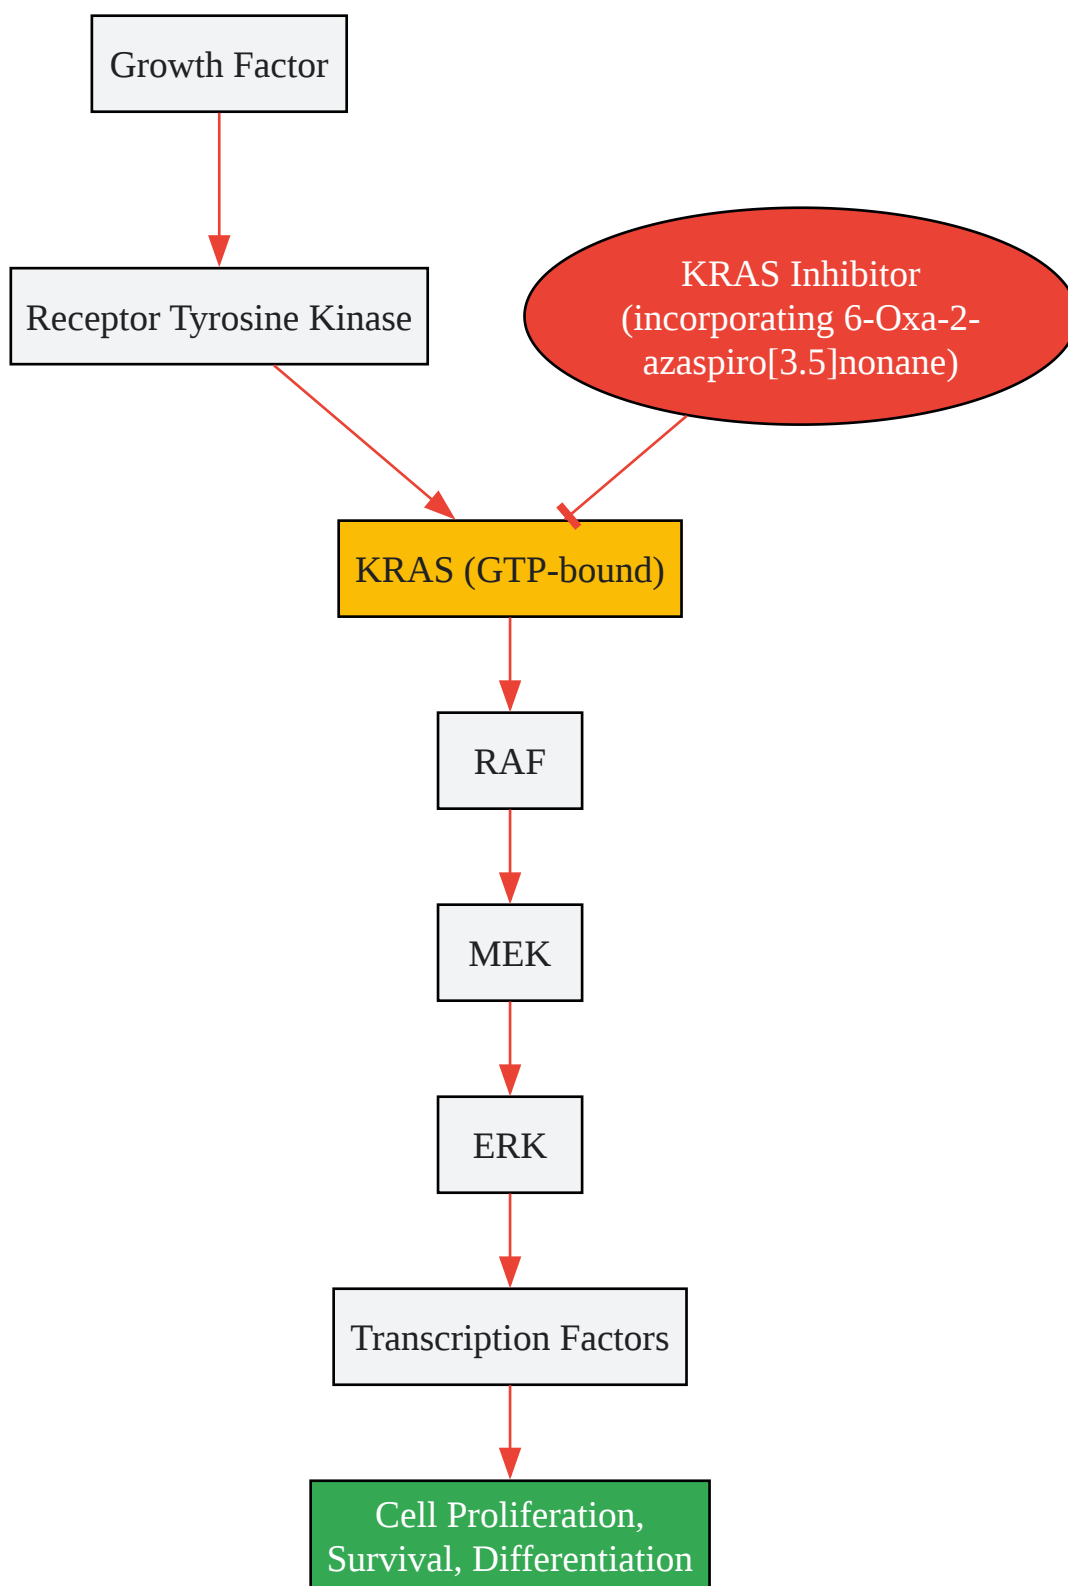 Growth Factor
Receptor Tyrosine Kinase
KRAS Inhibitor
(incorporating 6-Oxa-2-
azaspiro[3.5]nonane)
KRAS (GTP-bound)
RAF
MEK
ERK
Transcription Factors
Cell Proliferation,
Survival, Differentiation